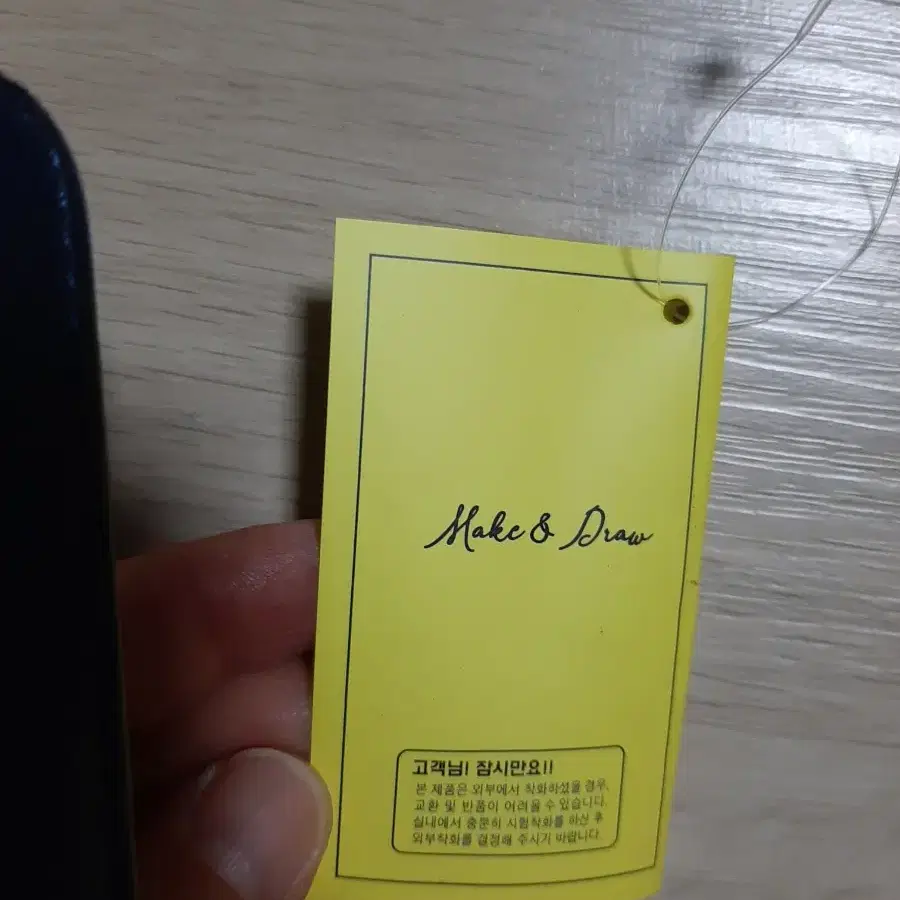 Make & Draw
고객님! 잠시만요!!
본 제품은 외부에서 착화하셨을 경우,
교환 및 반품이 어려울 수 있습니다.
실내에서 충분히 시험착화를 하신 후
외부착화를 결정해 주시기 바랍니다.